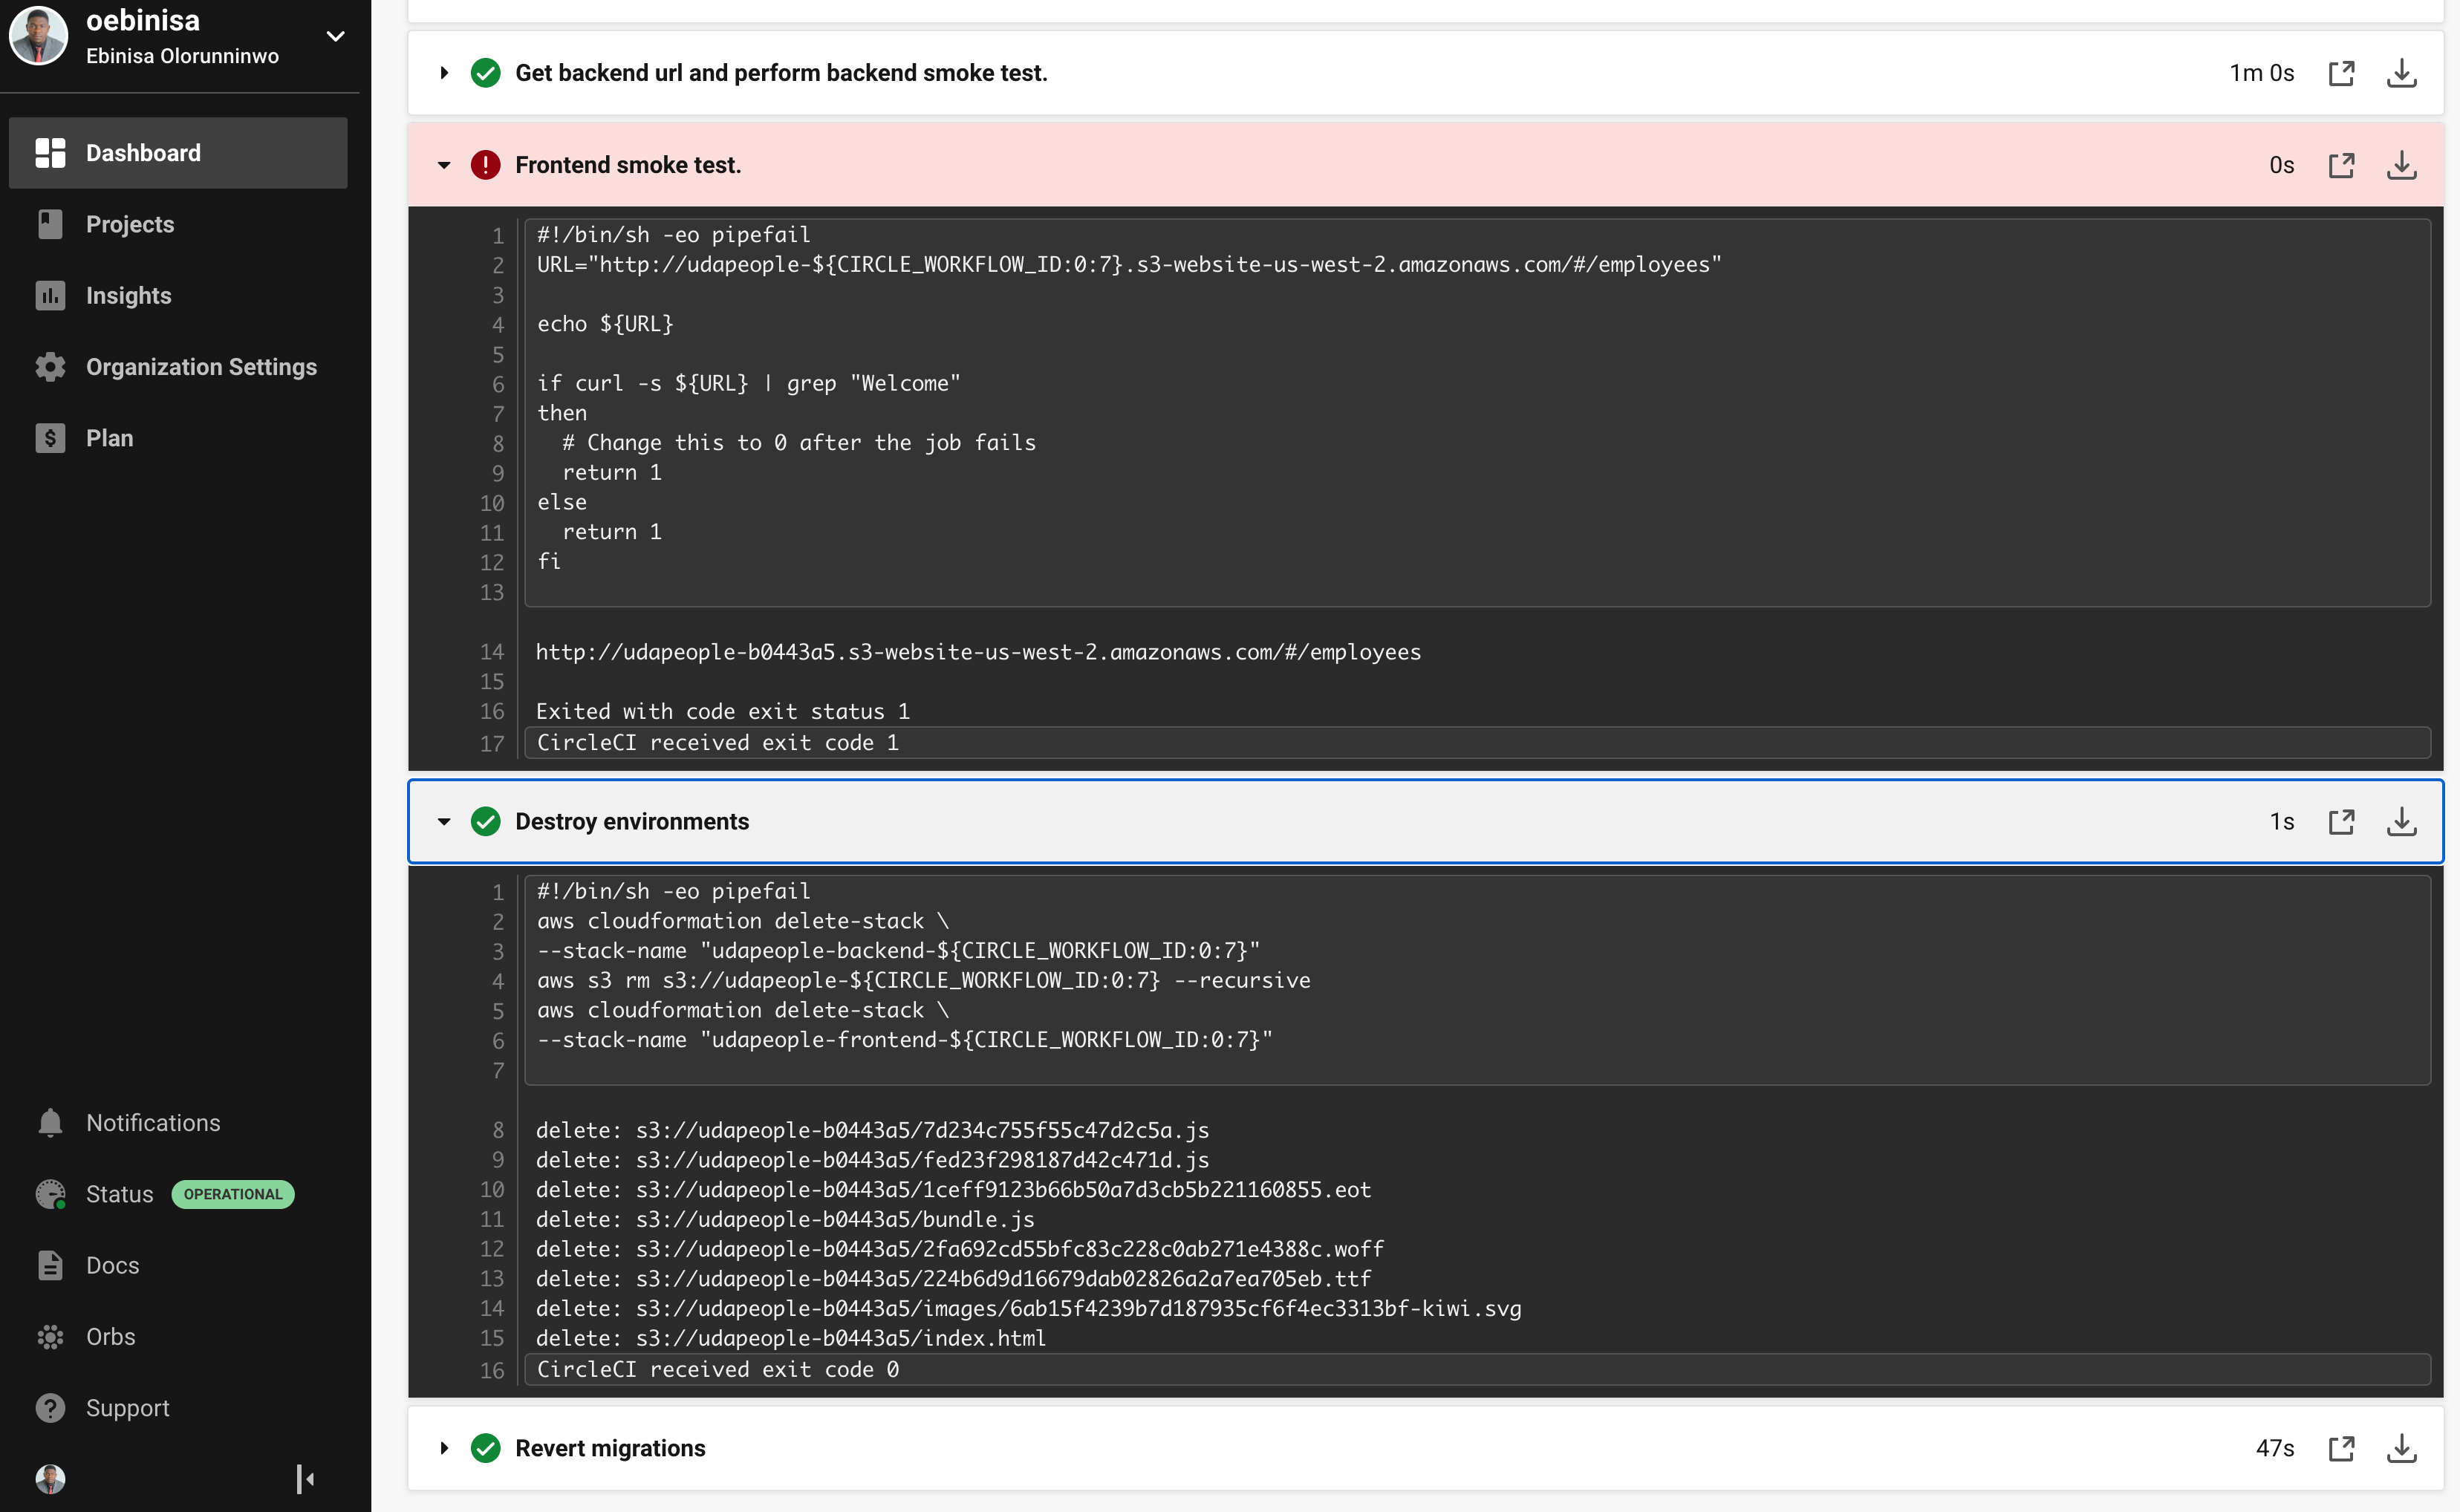 oebinisa
Ebinisa Olorunninwo
Dashboard
Projects
Insights
Organization Settings
Plan
Notifications
Status OPERATIONAL
Docs
Orbs
Support
Get backend url and perform backend smoke test. 1m 0s
Frontend smoke test. 0s
1 #!/bin/sh -eo pipefail
2 URL="http://udapeople-${CIRCLE_WORKFLOW_ID:0:7}.s3-website-us-west-2.amazonaws.com/#/employees"
3
4 echo ${URL}
5
6 if curl -s ${URL} | grep "Welcome"
7 then
8   # Change this to 0 after the job fails
9   return 1
10 else
11   return 1
12 fi
13
14 http://udapeople-b0443a5.s3-website-us-west-2.amazonaws.com/#/employees
15
16 Exited with code exit status 1
17 CircleCI received exit code 1
Destroy environments 1s
1 #!/bin/sh -eo pipefail
2 aws cloudformation delete-stack \
3 --stack-name "udapeople-backend-${CIRCLE_WORKFLOW_ID:0:7}"
4 aws s3 rm s3://udapeople-${CIRCLE_WORKFLOW_ID:0:7} --recursive
5 aws cloudformation delete-stack \
6 --stack-name "udapeople-frontend-${CIRCLE_WORKFLOW_ID:0:7}"
7
8 delete: s3://udapeople-b0443a5/7d234c755f55c47d2c5a.js
9 delete: s3://udapeople-b0443a5/fed23f298187d42c471d.js
10 delete: s3://udapeople-b0443a5/1ceff9123b66b50a7d3cb5b221160855.eot
11 delete: s3://udapeople-b0443a5/bundle.js
12 delete: s3://udapeople-b0443a5/2fa692cd55bfc83c228c0ab271e4388c.woff
13 delete: s3://udapeople-b0443a5/224b6d9d16679dab02826a2a7ea705eb.ttf
14 delete: s3://udapeople-b0443a5/images/6ab15f4239b7d187935cf6f4ec3313bf-kiwi.svg
15 delete: s3://udapeople-b0443a5/index.html
16 CircleCI received exit code 0
Revert migrations 47s